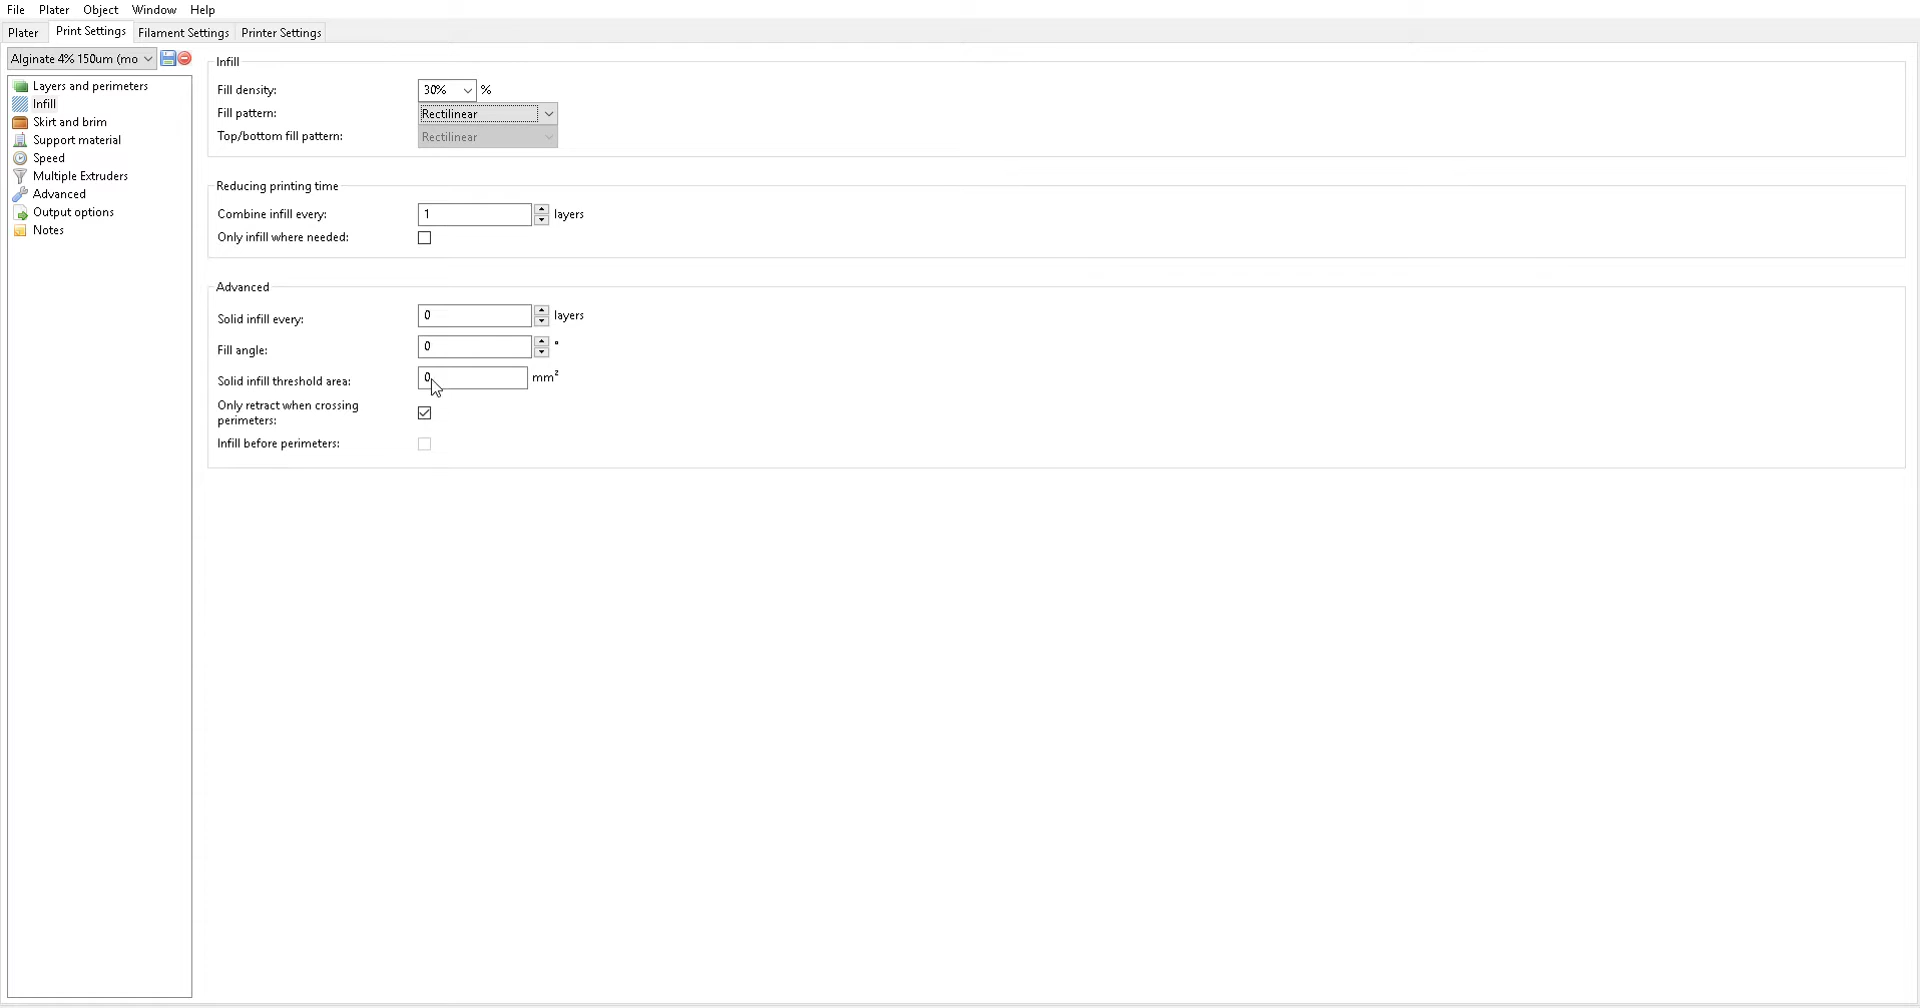 File Plater Object Window Help
Plater Print Settings Filament Settings Printer Settings
Alginate 4% 150um (mo
Layers and perimeters
Infill
Skirt and brim
Support material
Speed
Multiple Extruders
Advanced
Output options
Notes
Infill
Fill density: 30% %
Fill pattern: Rectilinear
Top/bottom fill pattern: Rectilinear
Reducing printing time
Combine infill every: 1 layers
Only infill where needed:
Advanced
Solid infill every: 0 layers
Fill angle: 0 °
Solid infill threshold area: 0 mm²
Only retract when crossing
perimeters:
Infill before perimeters: